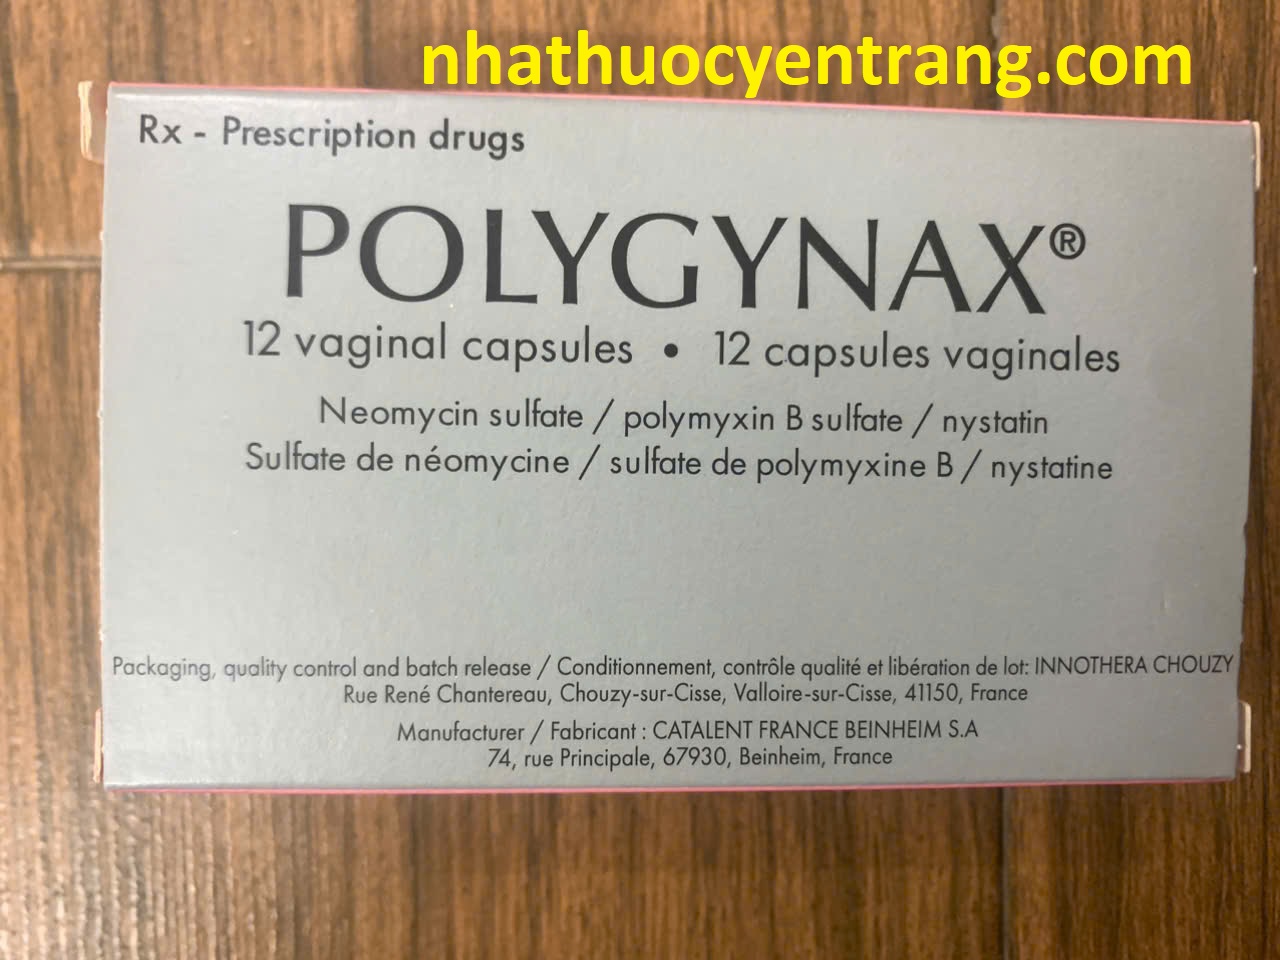 nhathuocyentrang.com
Rx - Prescription drugs
POLYGYNAX®
12 vaginal capsules • 12 capsules vaginales
Neomycin sulfate / polymyxin B sulfate / nystatin
Sulfate de néomycine / sulfate de polymyxine B / nystatine
Packaging, quality control and batch release / Conditionnement, contrôle qualité et libération de lot: INNOTHERA CHOUZY
Rue René Chantereau, Chouzy-sur-Cisse, Valloire-sur-Cisse, 41150, France
Manufacturer / Fabricant : CATALENT FRANCE BEINHEIM S.A
74, rue Principale, 67930, Beinheim, France